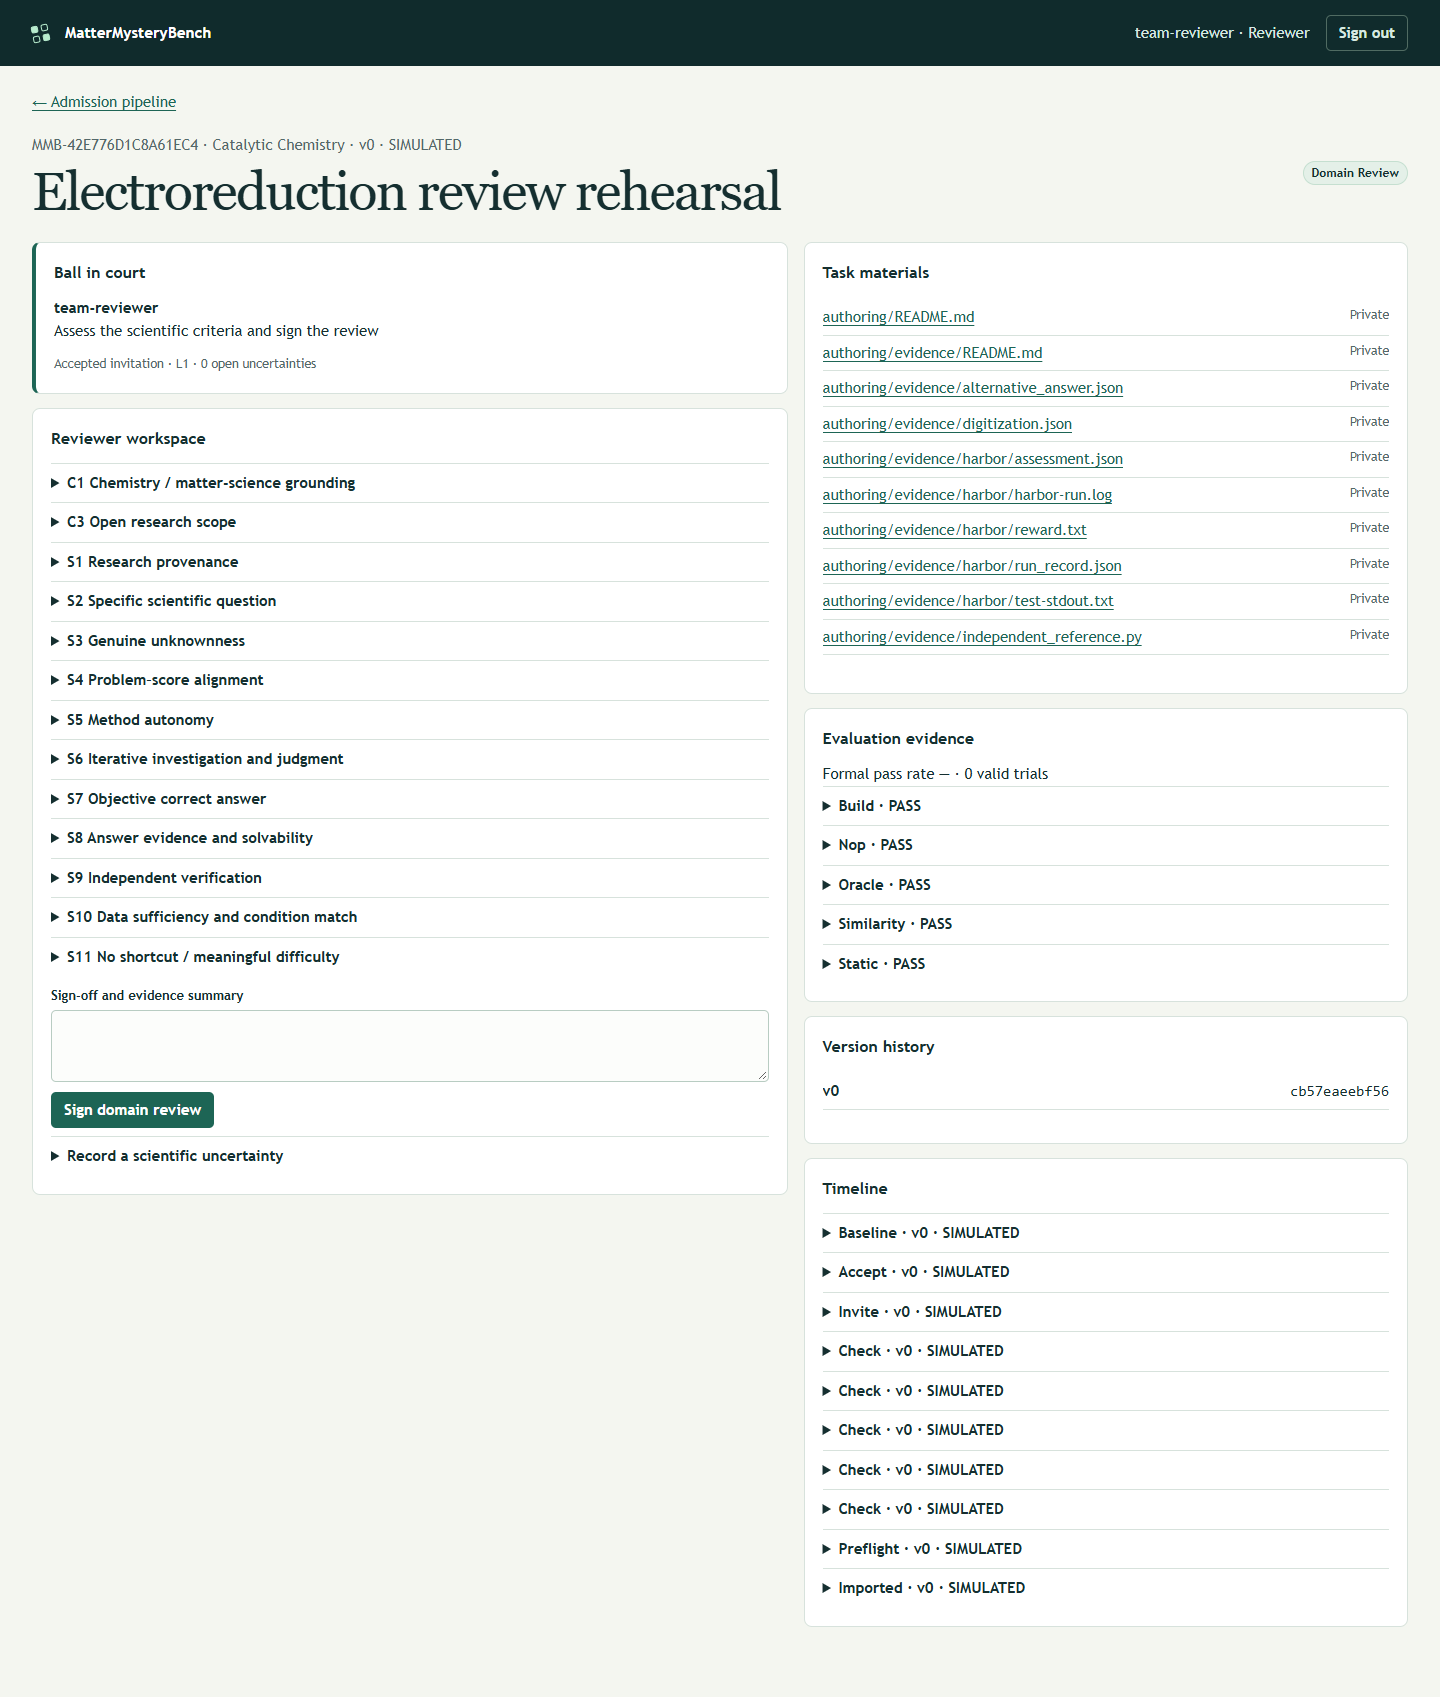 MatterMysteryBench
team-reviewer · Reviewer
Sign out
← Admission pipeline
MMB-42E776D1C8A61EC4 · Catalytic Chemistry · v0 · SIMULATED
Electroreduction review rehearsal
Domain Review
Ball in court
team-reviewer
Assess the scientific criteria and sign the review
Accepted invitation · L1 · 0 open uncertainties
Reviewer workspace
C1 Chemistry / matter-science grounding
C3 Open research scope
S1 Research provenance
S2 Specific scientific question
S3 Genuine unknownness
S4 Problem–score alignment
S5 Method autonomy
S6 Iterative investigation and judgment
S7 Objective correct answer
S8 Answer evidence and solvability
S9 Independent verification
S10 Data sufficiency and condition match
S11 No shortcut / meaningful difficulty
Sign-off and evidence summary
Sign domain review
Record a scientific uncertainty
Task materials
authoring/README.md Private
authoring/evidence/README.md Private
authoring/evidence/alternative_answer.json Private
authoring/evidence/digitization.json Private
authoring/evidence/harbor/assessment.json Private
authoring/evidence/harbor/harbor-run.log Private
authoring/evidence/harbor/reward.txt Private
authoring/evidence/harbor/run_record.json Private
authoring/evidence/harbor/test-stdout.txt Private
authoring/evidence/independent_reference.py Private
Evaluation evidence
Formal pass rate — · 0 valid trials
Build · PASS
Nop · PASS
Oracle · PASS
Similarity · PASS
Static · PASS
Version history
v0 cb57eaeebf56
Timeline
Baseline · v0 · SIMULATED
Accept · v0 · SIMULATED
Invite · v0 · SIMULATED
Check · v0 · SIMULATED
Check · v0 · SIMULATED
Check · v0 · SIMULATED
Check · v0 · SIMULATED
Check · v0 · SIMULATED
Preflight · v0 · SIMULATED
Imported · v0 · SIMULATED